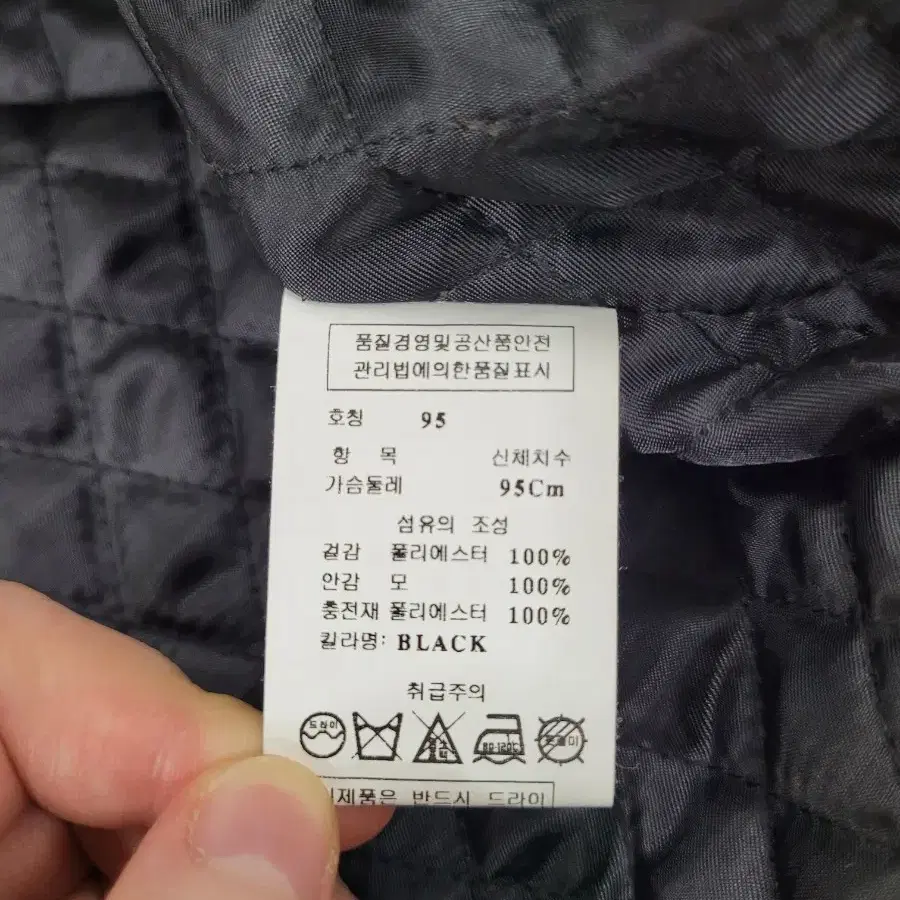 품질경영및공산품안전
관리법에의한품질표시
호칭 95
항 목 신체치수
가슴둘레 95Cm
섬유의 조성
겉감 폴리에스터 100%
안감 모 100%
충전재 폴리에스터 100%
킬라명: BLACK
취급주의
드라이
80-120℃
제품은 반드시 드라이